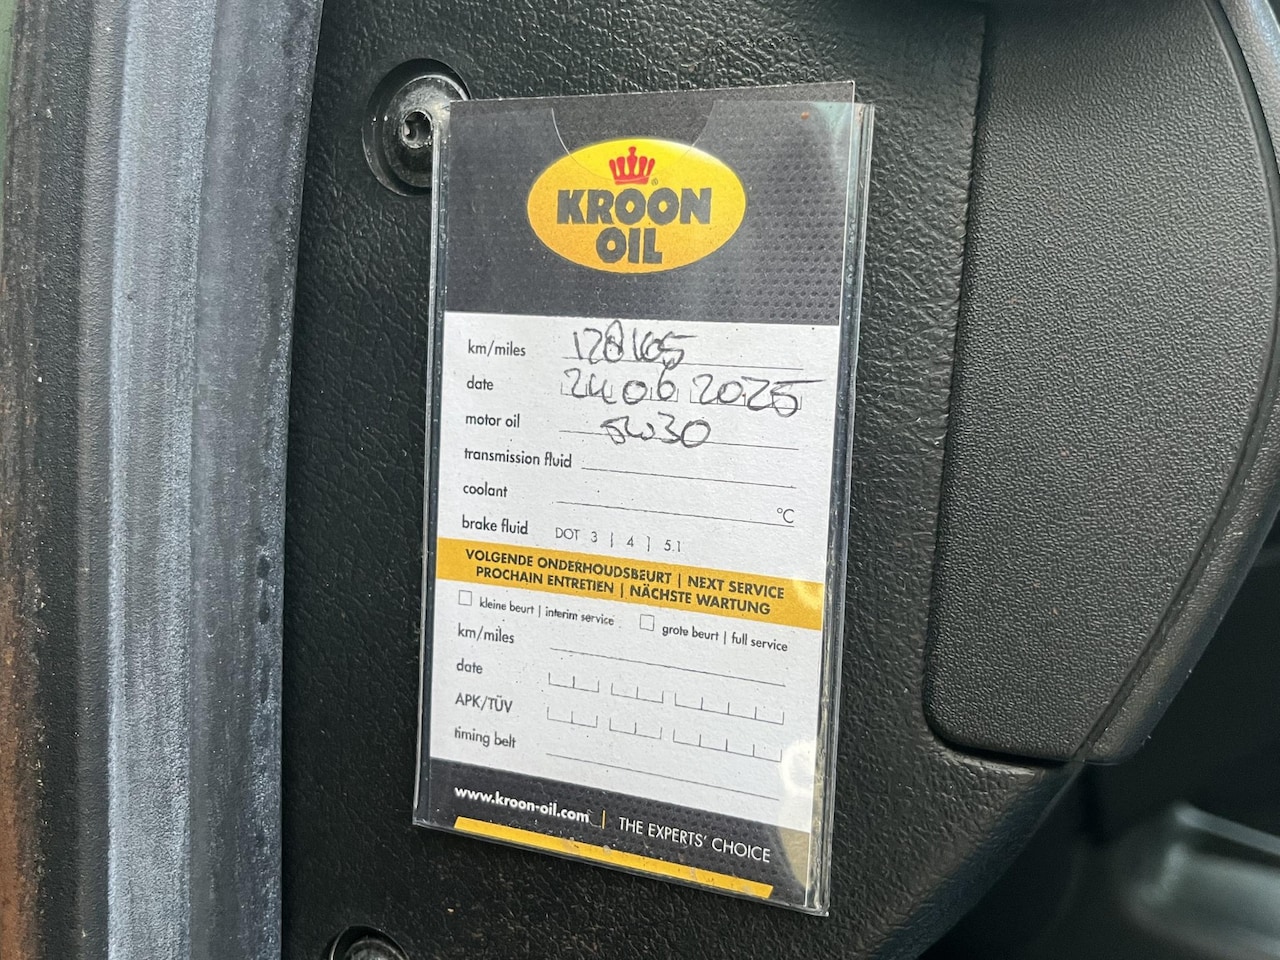 KROON
OIL
km/miles 128165
date 24 06 2025
motor oil 5w30
transmission fluid
coolant °C
brake fluid DOT 3 | 4 | 5.1
VOLGENDE ONDERHOUDSBEURT | NEXT SERVICE
PROCHAIN ENTRETIEN | NÄCHSTE WARTUNG
kleine beurt | interim service grote beurt | full service
km/miles
date
APK/TÜV
timing belt
www.kroon-oil.com | THE EXPERTS' CHOICE